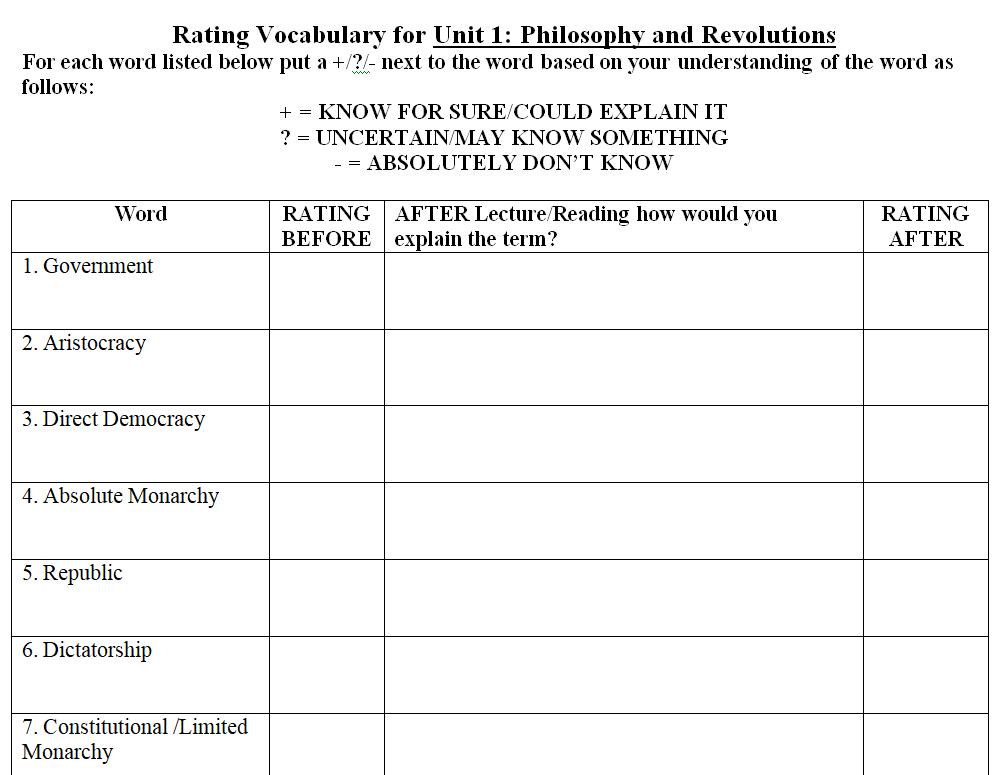 Rating Vocabulary for Unit 1: Philosophy and Revolutions
For each word listed below put a +/?/- next to the word based on your understanding of the word as
follows:
+ = KNOW FOR SURE/COULD EXPLAIN IT
? = UNCERTAIN/MAY KNOW SOMETHING
- = ABSOLUTELY DON'T KNOW
Word
RATING
BEFORE
AFTER Lecture/Reading how would you
explain the term?
RATING
AFTER
1. Government
2. Aristocracy
3. Direct Democracy
4. Absolute Monarchy
5. Republic
6. Dictatorship
7. Constitutional /Limited
Monarchy